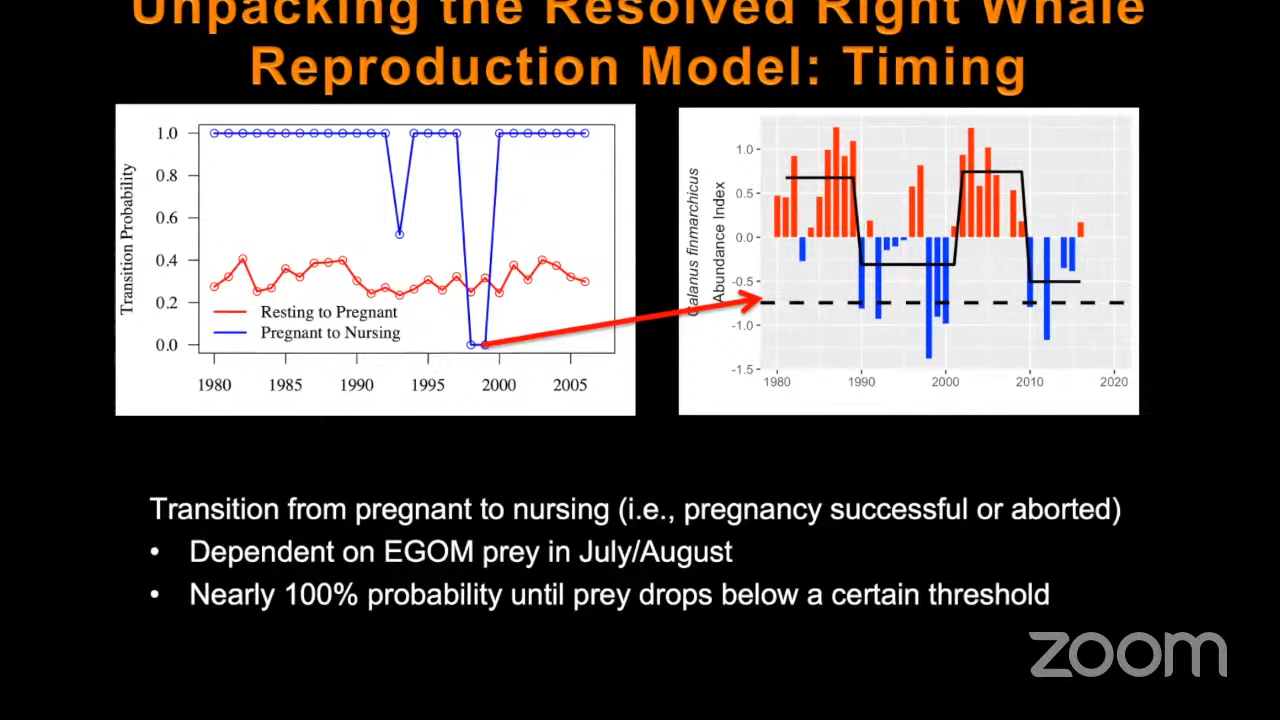 Unpacking the Resolved Right Whale
Reproduction Model: Timing
Transition Probability
1.0
0.8
0.6
0.4
0.2
0.0
Resting to Pregnant
Pregnant to Nursing
1980 1985 1990 1995 2000 2005
Calanus finmarchicus
Abundance Index
1.0
0.5
0.0
-0.5
-1.0
-1.5
1980 1990 2000 2010 2020
Transition from pregnant to nursing (i.e., pregnancy successful or aborted)
• Dependent on EGOM prey in July/August
• Nearly 100% probability until prey drops below a certain threshold
zoom